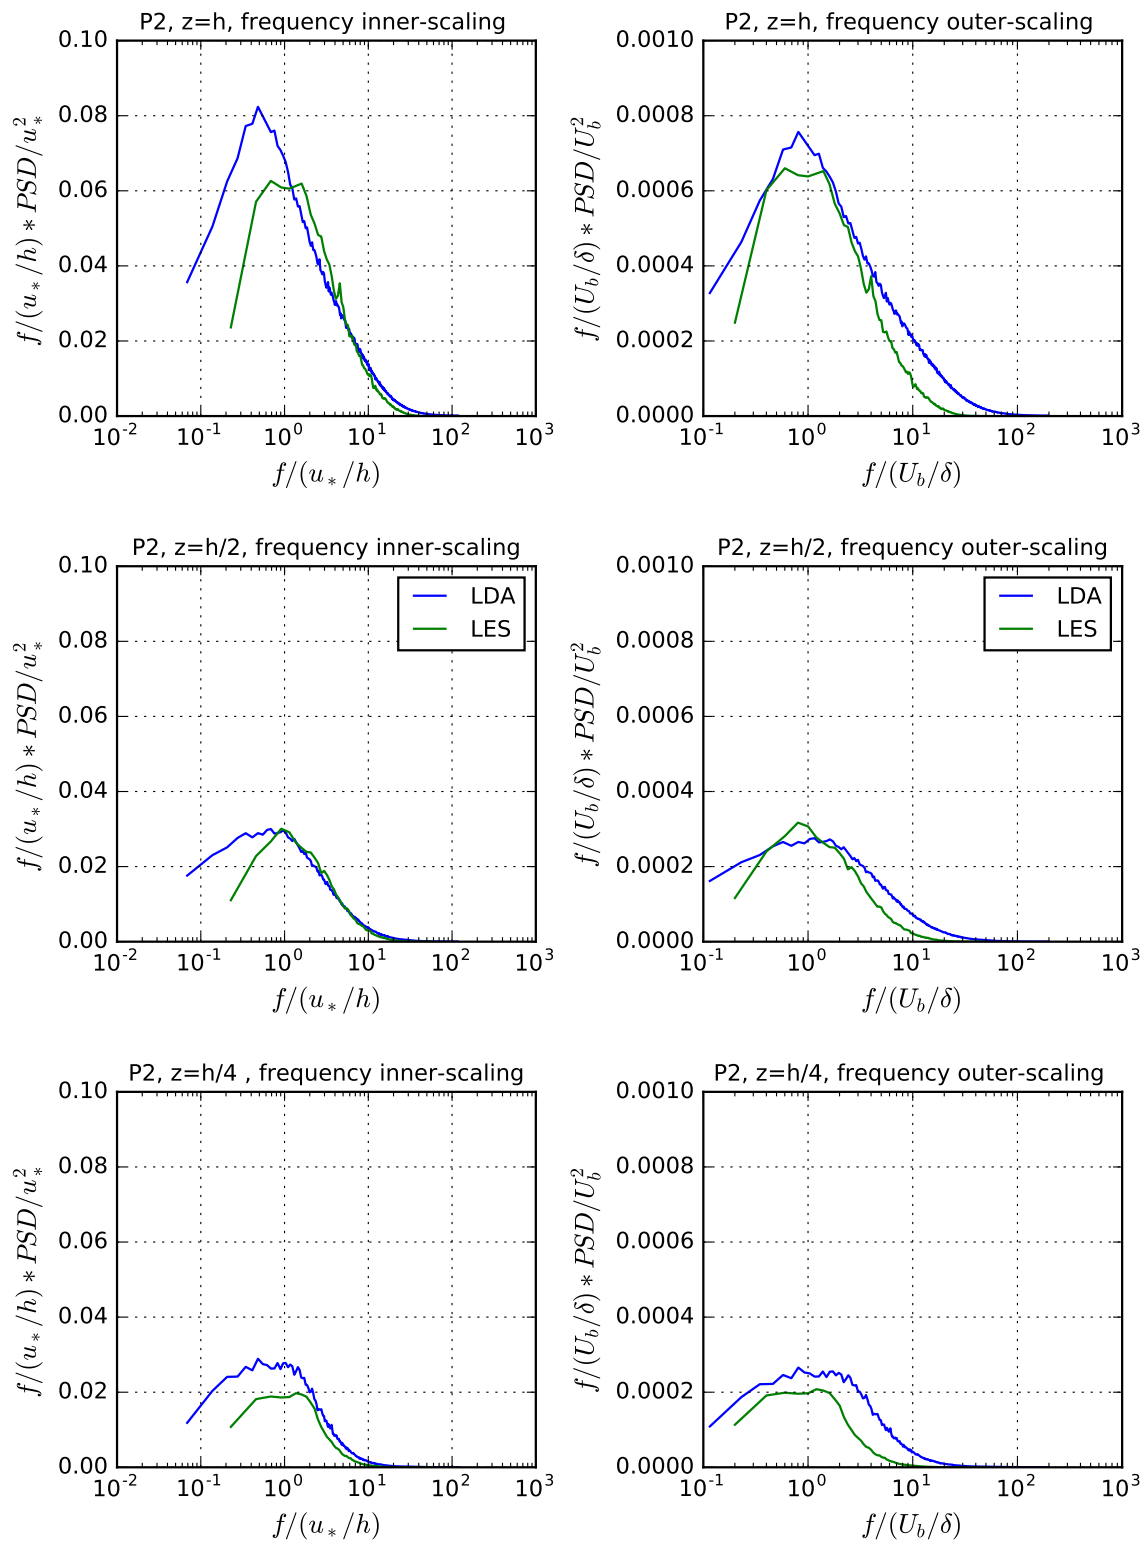 P2, z=h, frequency inner-scaling
0.10
0.08
0.06
0.04
0.02
0.00
f/(u_*/h) * PSD/u_*^2
10^-2 10^-1 10^0 10^1 10^2 10^3
f/(u_*/h)
P2, z=h, frequency outer-scaling
0.0010
0.0008
0.0006
0.0004
0.0002
0.0000
f/(U_b/δ) * PSD/U_b^2
10^-1 10^0 10^1 10^2 10^3
f/(U_b/δ)
P2, z=h/2, frequency inner-scaling
0.10
0.08
0.06
0.04
0.02
0.00
f/(u_*/h) * PSD/u_*^2
LDA
LES
10^-2 10^-1 10^0 10^1 10^2 10^3
f/(u_*/h)
P2, z=h/2, frequency outer-scaling
0.0010
0.0008
0.0006
0.0004
0.0002
0.0000
f/(U_b/δ) * PSD/U_b^2
LDA
LES
10^-1 10^0 10^1 10^2 10^3
f/(U_b/δ)
P2, z=h/4 , frequency inner-scaling
0.10
0.08
0.06
0.04
0.02
0.00
f/(u_*/h) * PSD/u_*^2
10^-2 10^-1 10^0 10^1 10^2 10^3
f/(u_*/h)
P2, z=h/4, frequency outer-scaling
0.0010
0.0008
0.0006
0.0004
0.0002
0.0000
f/(U_b/δ) * PSD/U_b^2
10^-1 10^0 10^1 10^2 10^3
f/(U_b/δ)